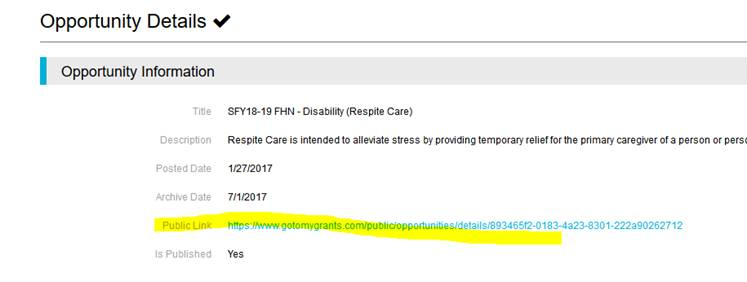 Opportunity Details ✔
Opportunity Information
Title SFY18-19 FHN - Disability (Respite Care)
Description Respite Care is intended to alleviate stress by providing temporary relief for the primary caregiver of a person or
Posted Date 1/27/2017
Archive Date 7/1/2017
Public Link https://www.gotomygrants.com/public/opportunities/details/893465f2-0183-4a23-8301-222a90262712
Is Published Yes